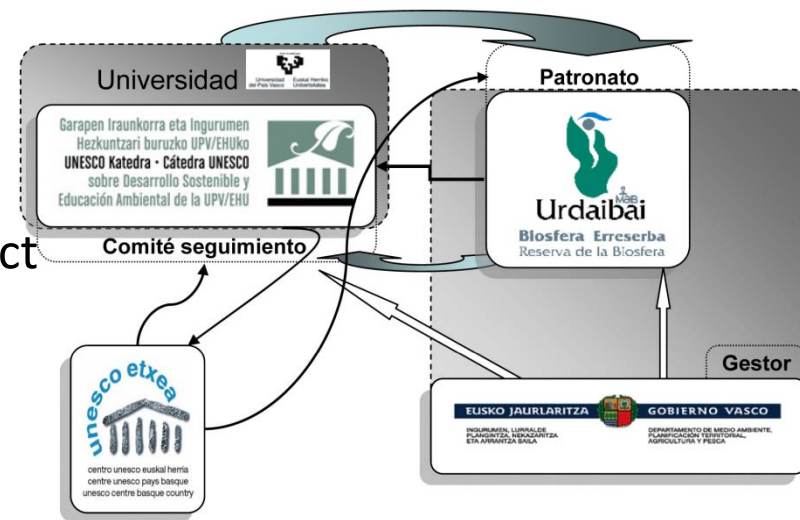 Universidad
Universidad del País Vasco
Euskal Herriko Unibertsitatea
Garapen Iraunkorra eta Ingurumen
Hezkuntzari buruzko UPV/EHUko
UNESCO Katedra • Cátedra UNESCO
sobre Desarrollo Sostenible y
Educación Ambiental de la UPV/EHU
ct
Comité seguimiento
Patronato
MaB
Urdaibai
Biosfera Erreserba
Reserva de la Biosfera
unesco etxea
centro unesco euskal herria
centre unesco pays basque
unesco centre basque country
Gestor
EUSKO JAURLARITZA GOBIERNO VASCO
INGURUMEN, LURRALDE
PLANGINTZA, NEKAZARITZA
ETA ARRANTZA SAILA
DEPARTAMENTO DE MEDIO AMBIENTE,
PLANIFICACIÓN TERRITORIAL,
AGRICULTURA Y PESCA